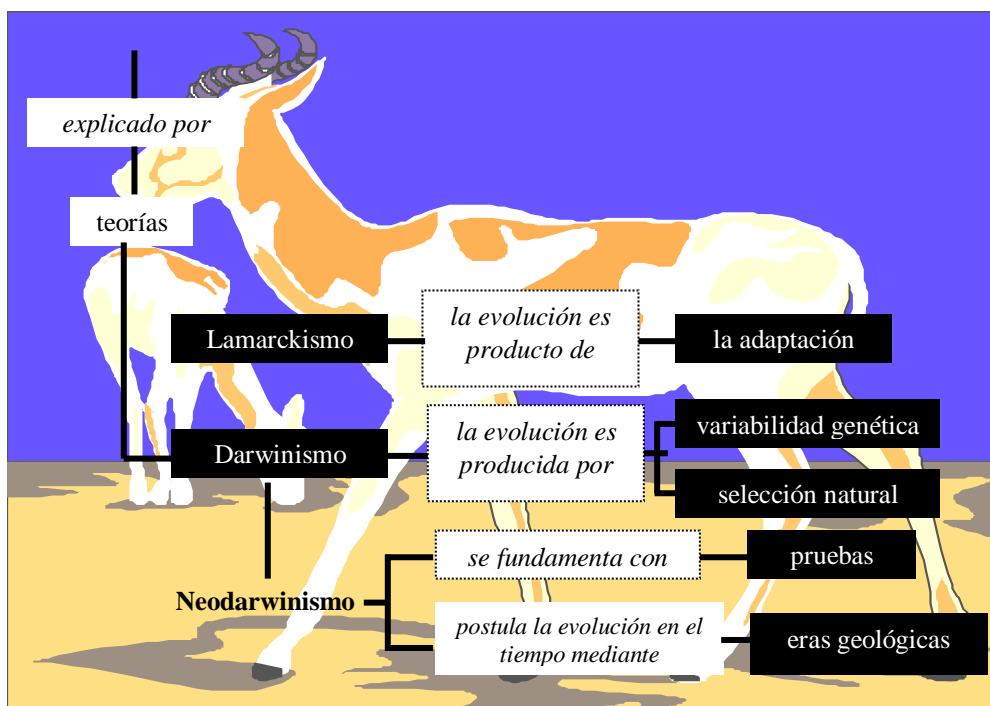 explicado por
teorías
Lamarckismo
la evolución es
producto de
la adaptación
Darwinismo
la evolución es
producida por
variabilidad genética
selección natural
Neodarwinismo
se fundamenta con
pruebas
postula la evolución en el
tiempo mediante
eras geológicas